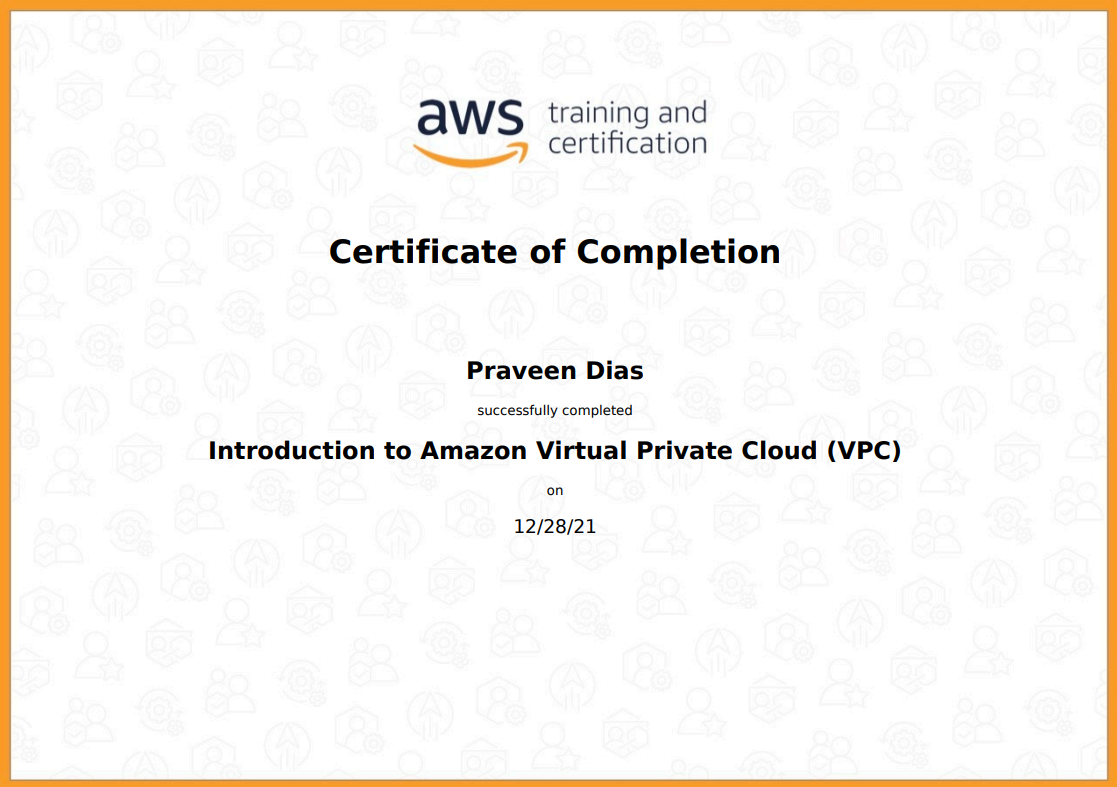 aws training and
certification
Certificate of Completion
Praveen Dias
successfully completed
Introduction to Amazon Virtual Private Cloud (VPC)
on
12/28/21